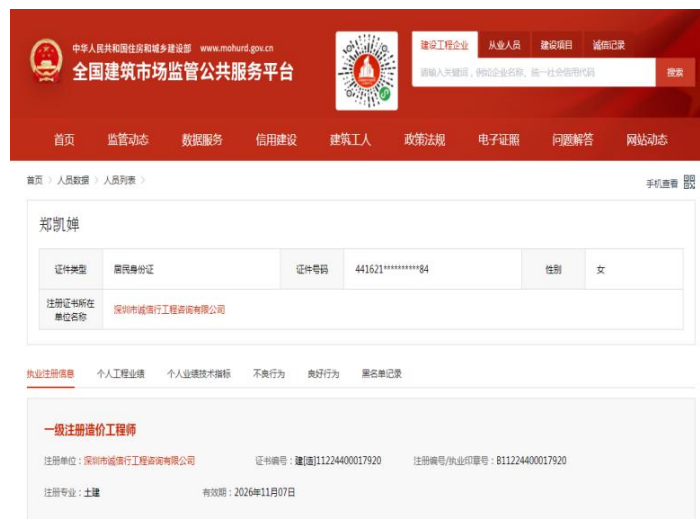 中华人民共和国住房和城乡建设部 www.mohurd.gov.cn
全国建筑市场监管公共服务平台
建设工程企业 从业人员 建设项目 诚信记录
请输入关键词，例如企业名称、统一社会信用代码 搜索
首页 监管动态 数据服务 信用建设 建筑工人 政策法规 电子证照 问题解答 网站动态
首页 > 人员数据 > 人员列表 >
手机查看
郑凯婵
证件类型 居民身份证 证件号码 441621**********84 性别 女
注册证书所在单位名称 深圳市诚信行工程咨询有限公司
执业注册信息 个人工程业绩 个人业绩技术指标 不良行为 良好行为 黑名单记录
一级注册造价工程师
注册单位：深圳市诚信行工程咨询有限公司 证书编号：建[造]11224400017920 注册编号/执业印章号：B11224400017920
注册专业：土建 有效期：2026年11月07日